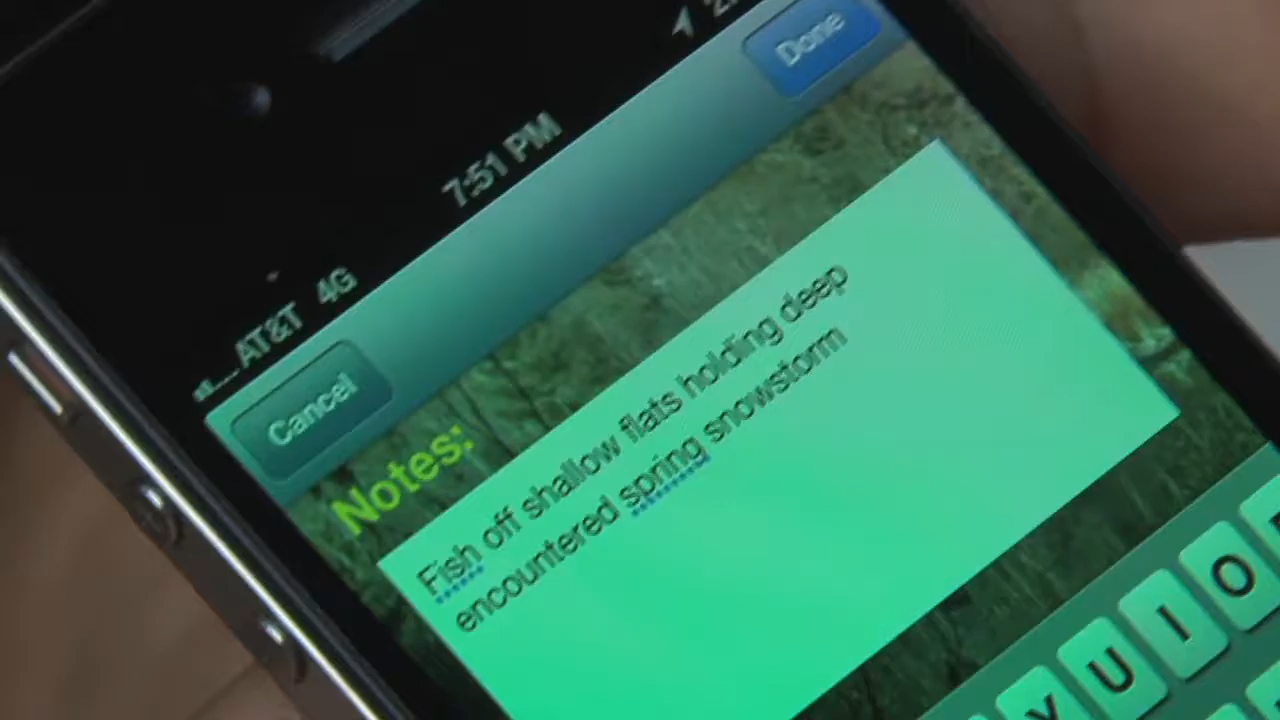 AT&T 4G
7:51 PM
Cancel
Done
Notes:
Fish off shallow flats holding deep
encountered spring snowstorm
Y U I O